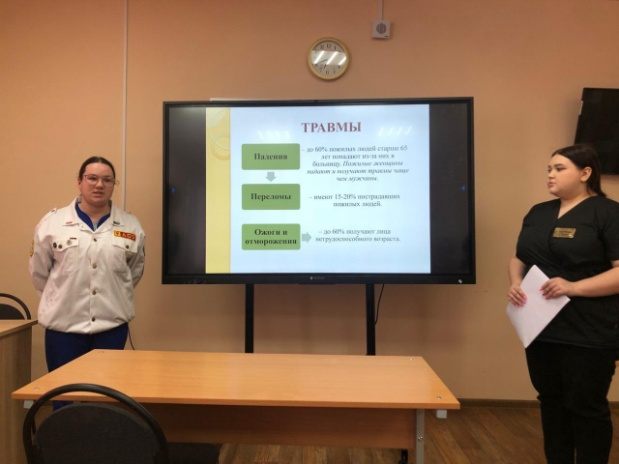 ТРАВМЫ
Падения
– до 60% пожилых людей старше 65
лет попадают из-за них в
больницу. Пожилые женщины
падают и получают травмы чаще
чем мужчины.
Переломы
– имеют 15-20% пострадавших
пожилых людей.
Ожоги и
отморожения
– до 60% получают лица
нетрудоспособного возраста.